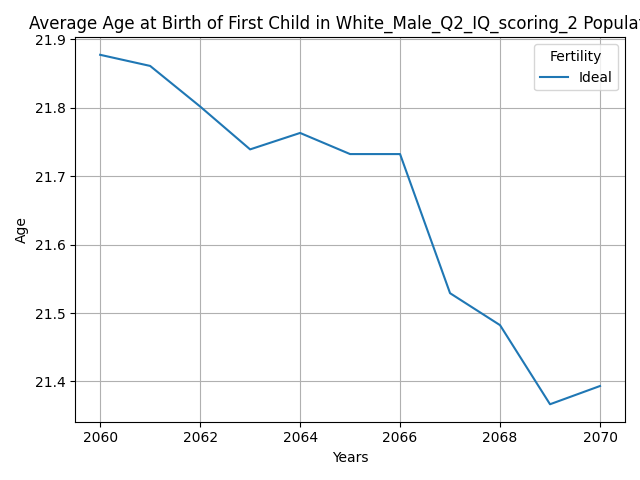 Average Age at Birth of First Child in White_Male_Q2_IQ_scoring_2 Populat
21.9
21.8
21.7
21.6
21.5
21.4
Age
Fertility
Ideal
2060 2062 2064 2066 2068 2070
Years